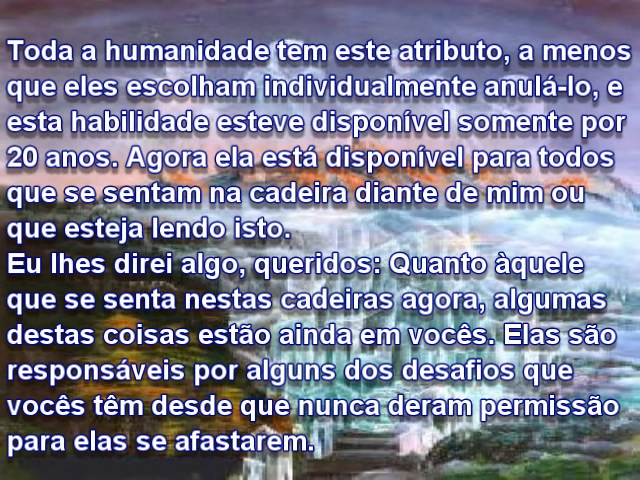 Toda a humanidade tem este atributo, a menos
que eles escolham individualmente anulá-lo, e
esta habilidade esteve disponível somente por
20 anos. Agora ela está disponível para todos
que se sentam na cadeira diante de mim ou
que esteja lendo isto.
Eu lhes direi algo, queridos: Quanto àquele
que se senta nestas cadeiras agora, algumas
destas coisas estão ainda em vocês. Elas são
responsáveis por alguns dos desafios que
vocês têm desde que nunca deram permissão
para elas se afastarem.